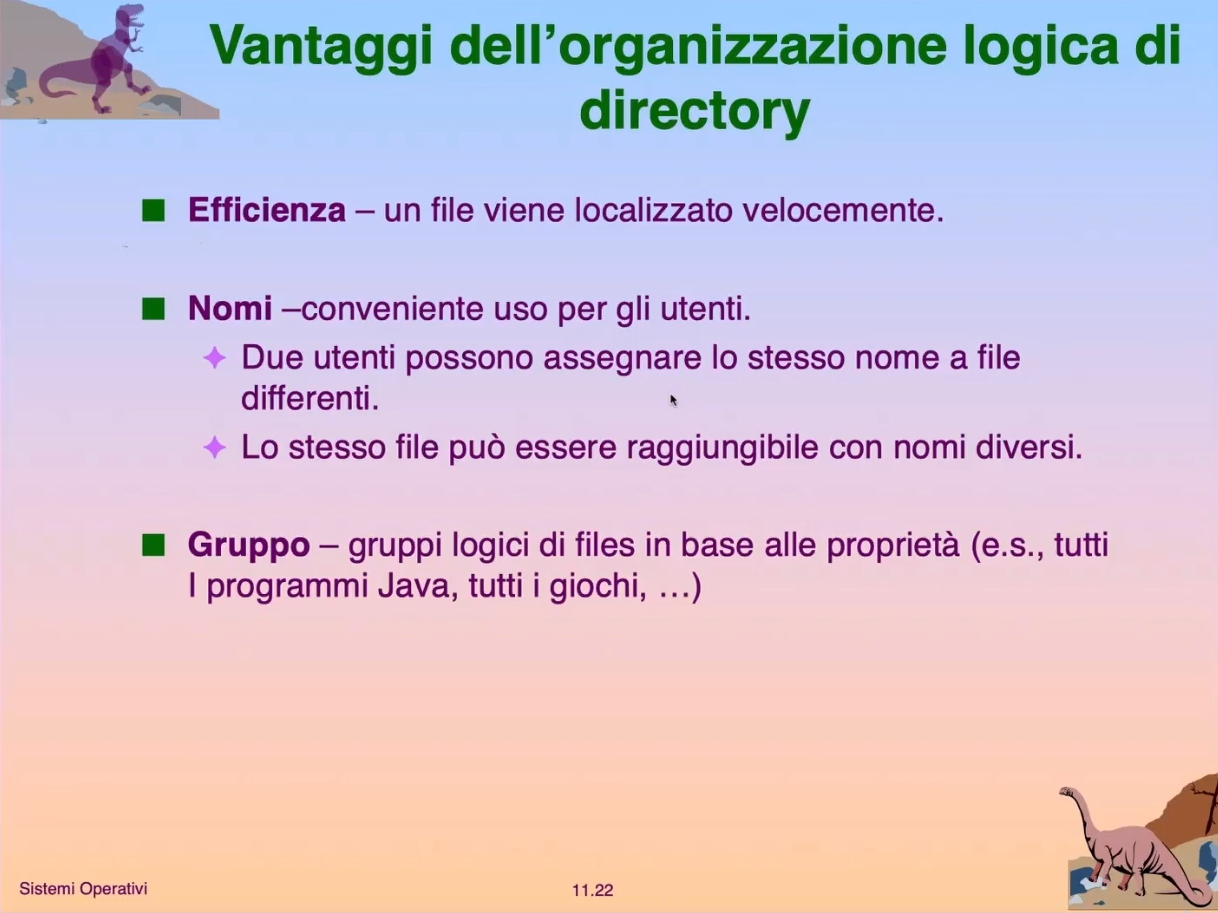 Vantaggi dell'organizzazione logica di
directory
Efficienza – un file viene localizzato velocemente.
Nomi –conveniente uso per gli utenti.
Due utenti possono assegnare lo stesso nome a file
differenti.
Lo stesso file può essere raggiungibile con nomi diversi.
Gruppo – gruppi logici di files in base alle proprietà (e.s., tutti
I programmi Java, tutti i giochi, …)
Sistemi Operativi
11.22